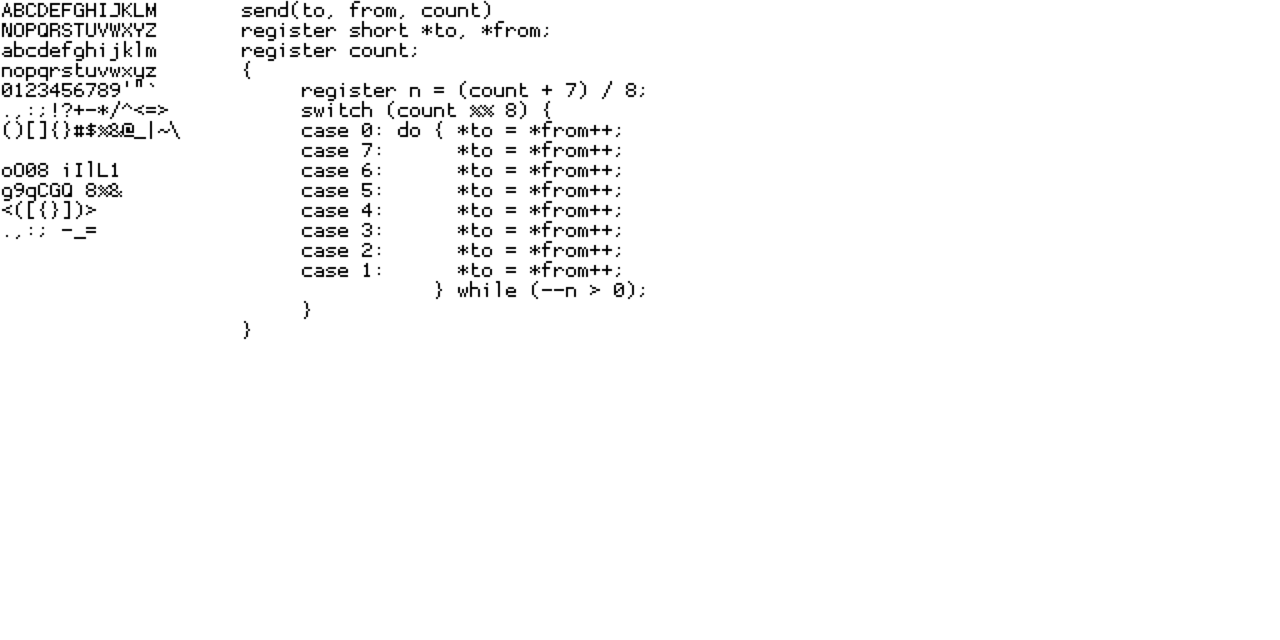 ABCDEFGHIJKLM
NOPQRSTUVWXYZ
abcdefghijklm
nopqrstuvwxyz
0123456789'"`
.,:;!?+-*/^<=>
()[]{}#$%&@_|~\

oO08 iIlL1
g9qCGQ 8%&
<([{}])>
.,:; -_=

send(to, from, count)
register short *to, *from;
register count;
{
     register n = (count + 7) / 8;
     switch (count %% 8) {
     case 0: do { *to = *from++;
     case 7:      *to = *from++;
     case 6:      *to = *from++;
     case 5:      *to = *from++;
     case 4:      *to = *from++;
     case 3:      *to = *from++;
     case 2:      *to = *from++;
     case 1:      *to = *from++;
                } while (--n > 0);
     }
}